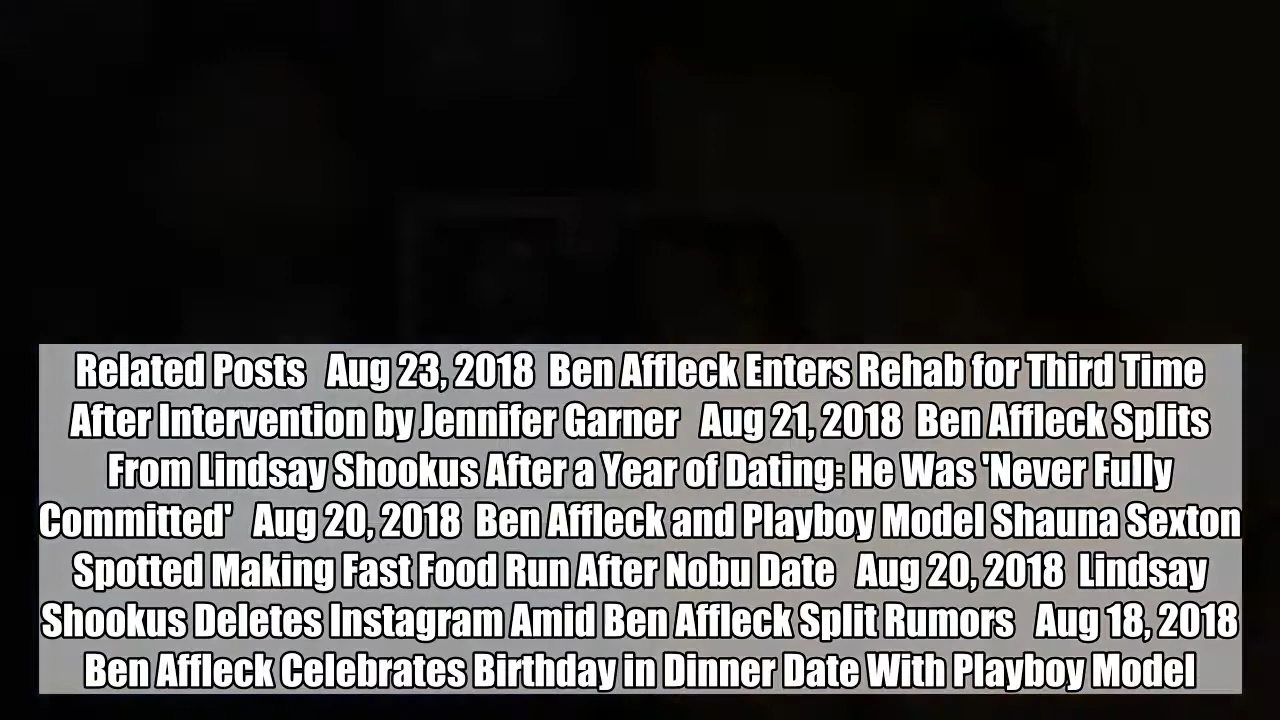 Related Posts   Aug 23, 2018  Ben Affleck Enters Rehab for Third Time
After Intervention by Jennifer Garner   Aug 21, 2018  Ben Affleck Splits
From Lindsay Shookus After a Year of Dating: He Was 'Never Fully
Committed'   Aug 20, 2018  Ben Affleck and Playboy Model Shauna Sexton
Spotted Making Fast Food Run After Nobu Date   Aug 20, 2018  Lindsay
Shookus Deletes Instagram Amid Ben Affleck Split Rumors   Aug 18, 2018
Ben Affleck Celebrates Birthday in Dinner Date With Playboy Model